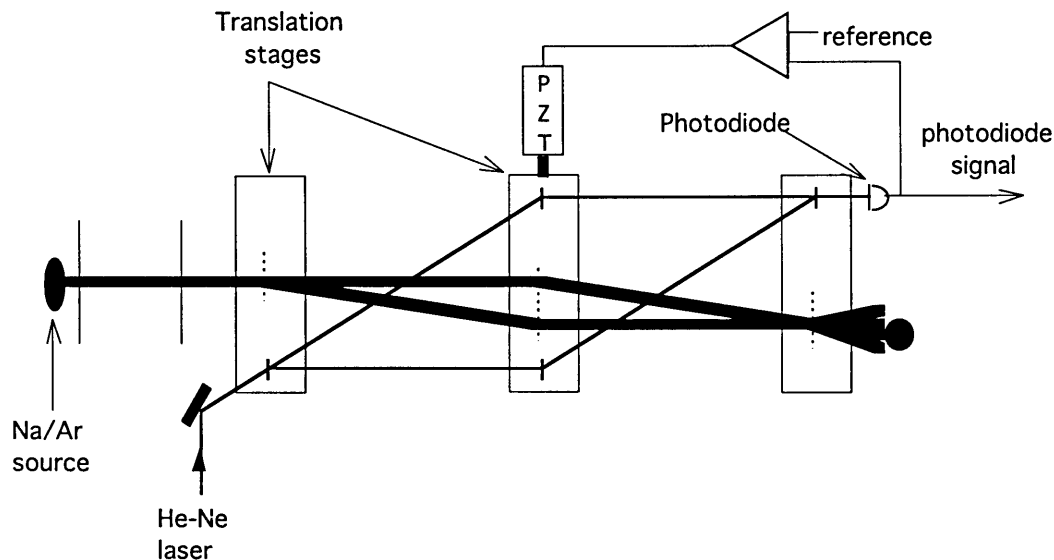 Translation
stages
P
Z
T
reference
Photodiode
photodiode
signal
Na/Ar
source
He-Ne
laser